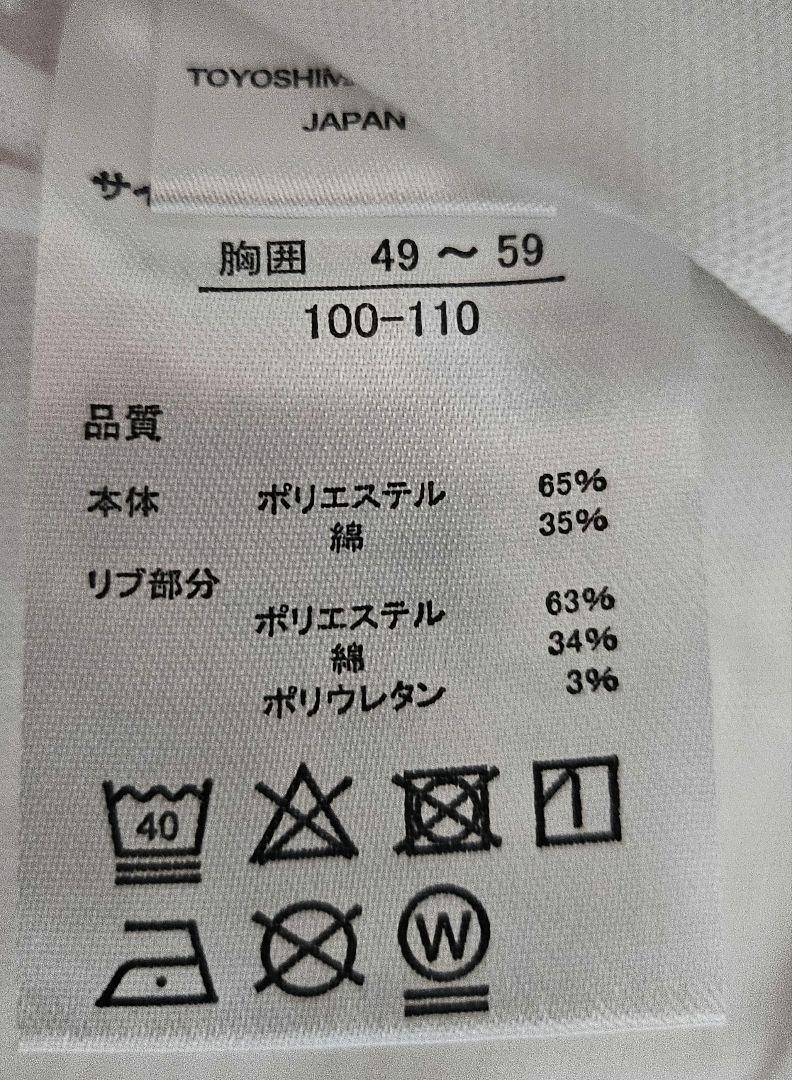 TOYOSHIM
JAPAN
サイ
胸囲 49 ～ 59
100-110
品質
本体 ポリエステル 65%
綿 35%
リブ部分
ポリエステル 63%
綿 34%
ポリウレタン 3%
40
W